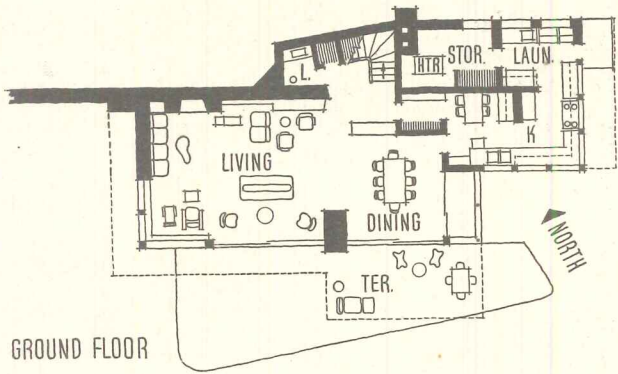 L.
HTR
STOR.
LAUN.
K
LIVING
DINING
TER.
NORTH
GROUND FLOOR